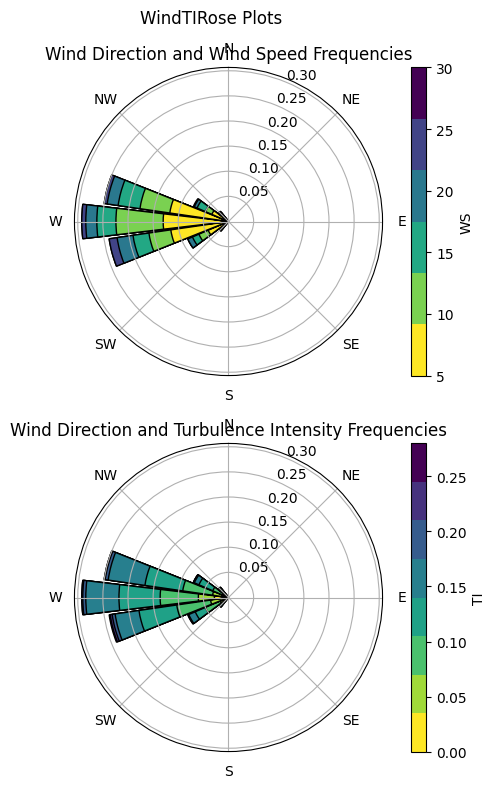 WindTIRose Plots
Wind Direction and Wind Speed Frequencies
N
NW
NE
W
E
SW
SE
S
0.30
0.25
0.20
0.15
0.10
0.05
30
25
20
15
10
5
WS
Wind Direction and Turbulence Intensity Frequencies
N
NW
NE
W
E
SW
SE
S
0.30
0.25
0.20
0.15
0.10
0.05
0.25
0.20
0.15
0.10
0.05
0.00
TI